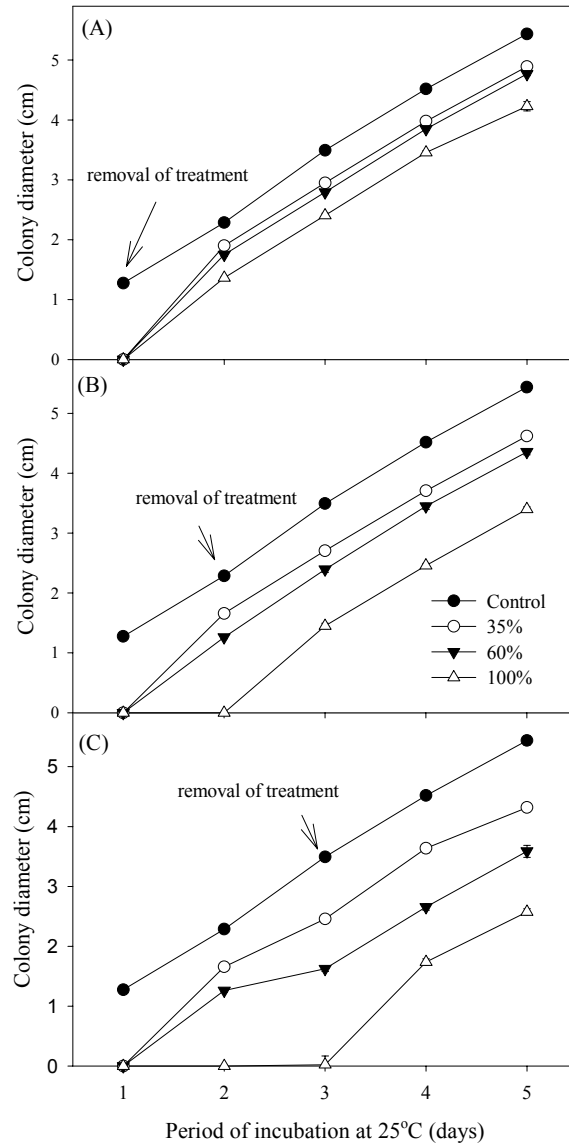 (A)
5
4
3
2
1
0
Colony diameter (cm)
removal of treatment
(B)
5
4
3
2
1
0
Colony diameter (cm)
removal of treatment
Control
35%
60%
100%
(C)
5
4
3
2
1
0
Colony diameter (cm)
removal of treatment
1 2 3 4 5
Period of incubation at 25°C (days)